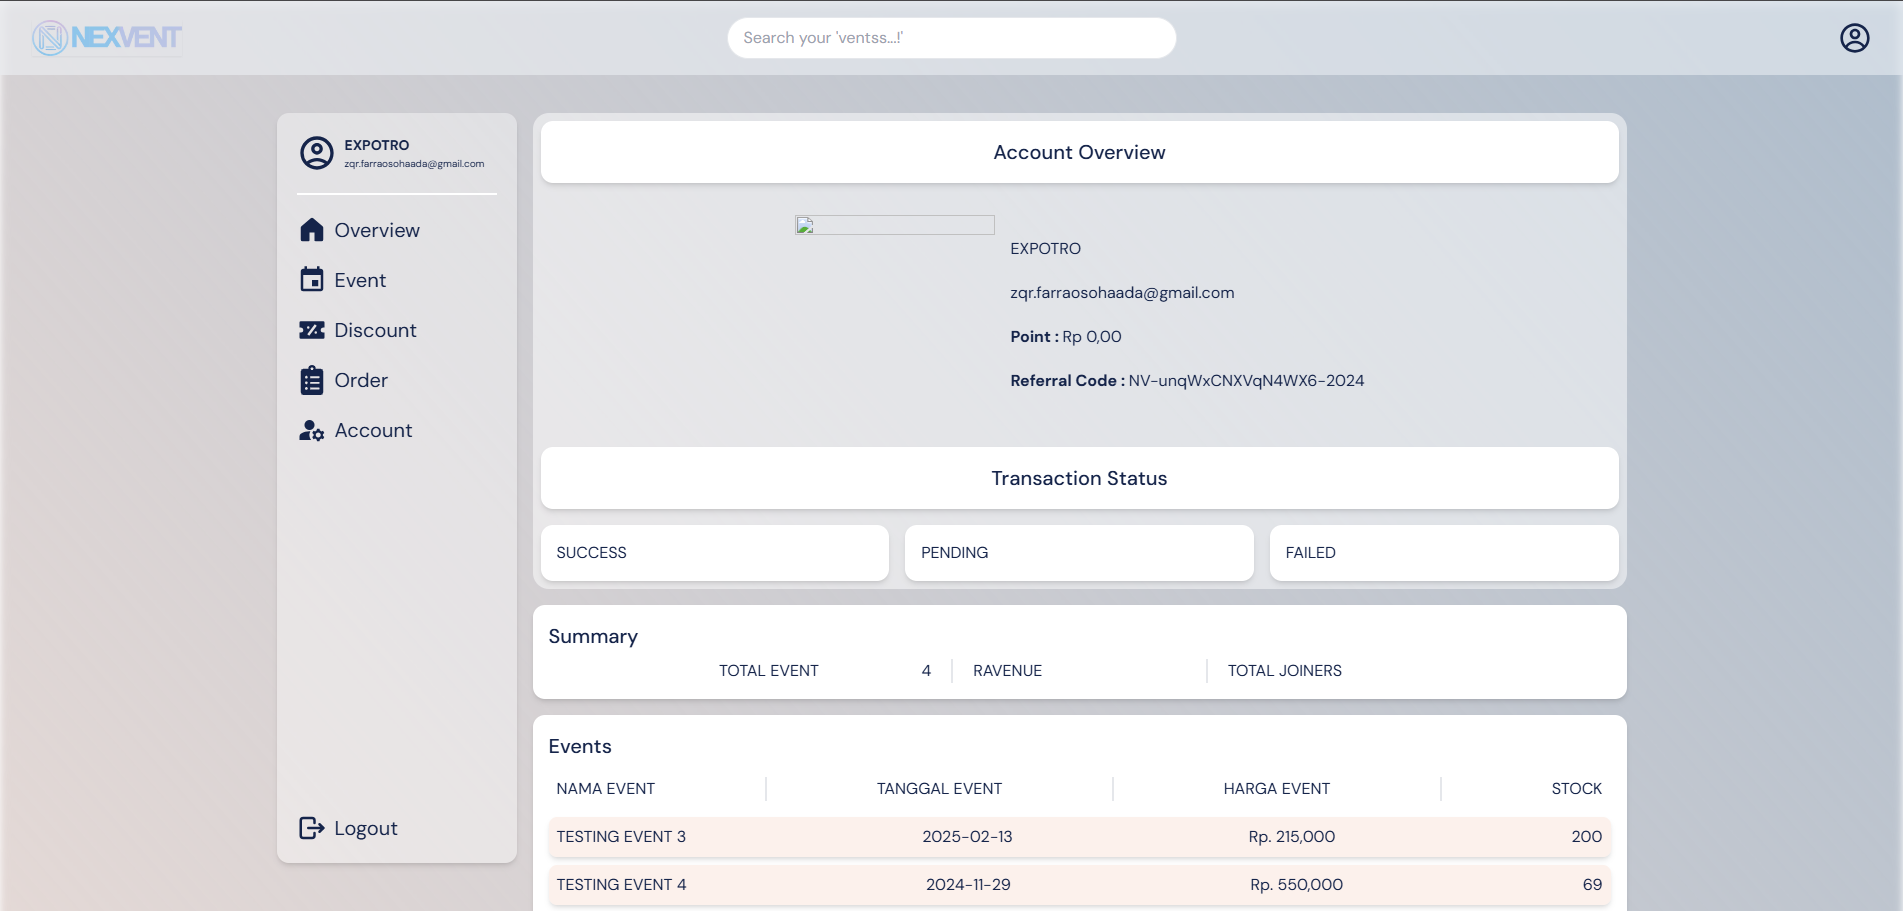 NEXVENT
Search your 'ventss...!'
EXPOTRO
zqr.farraosohaada@gmail.com
Overview
Event
Discount
Order
Account
Logout
Account Overview
EXPOTRO
zqr.farraosohaada@gmail.com
Point : Rp 0,00
Referral Code : NV-unqWxCNXVqN4WX6-2024
Transaction Status
SUCCESS
PENDING
FAILED
Summary
TOTAL EVENT 4 RAVENUE TOTAL JOINERS
Events
NAMA EVENT TANGGAL EVENT HARGA EVENT STOCK
TESTING EVENT 3 2025-02-13 Rp. 215,000 200
TESTING EVENT 4 2024-11-29 Rp. 550,000 69